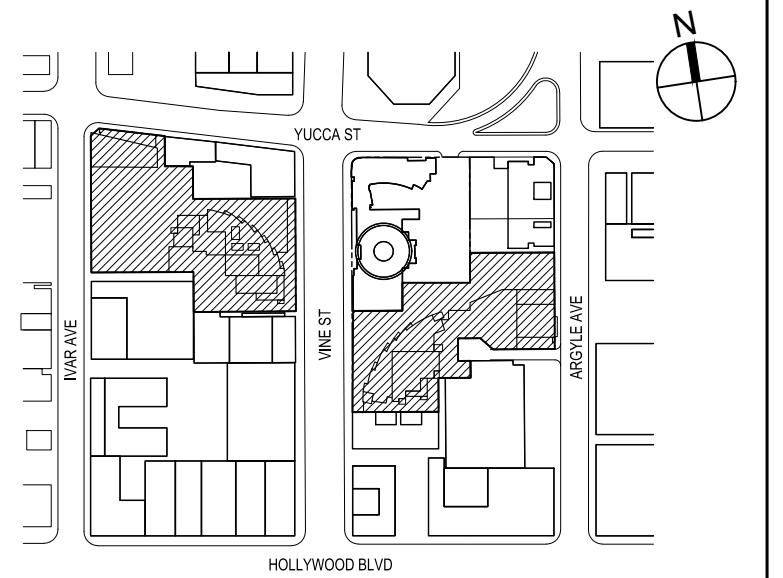 N
YUCCA ST
IVAR AVE
VINE ST
ARGYLE AVE
HOLLYWOOD BLVD